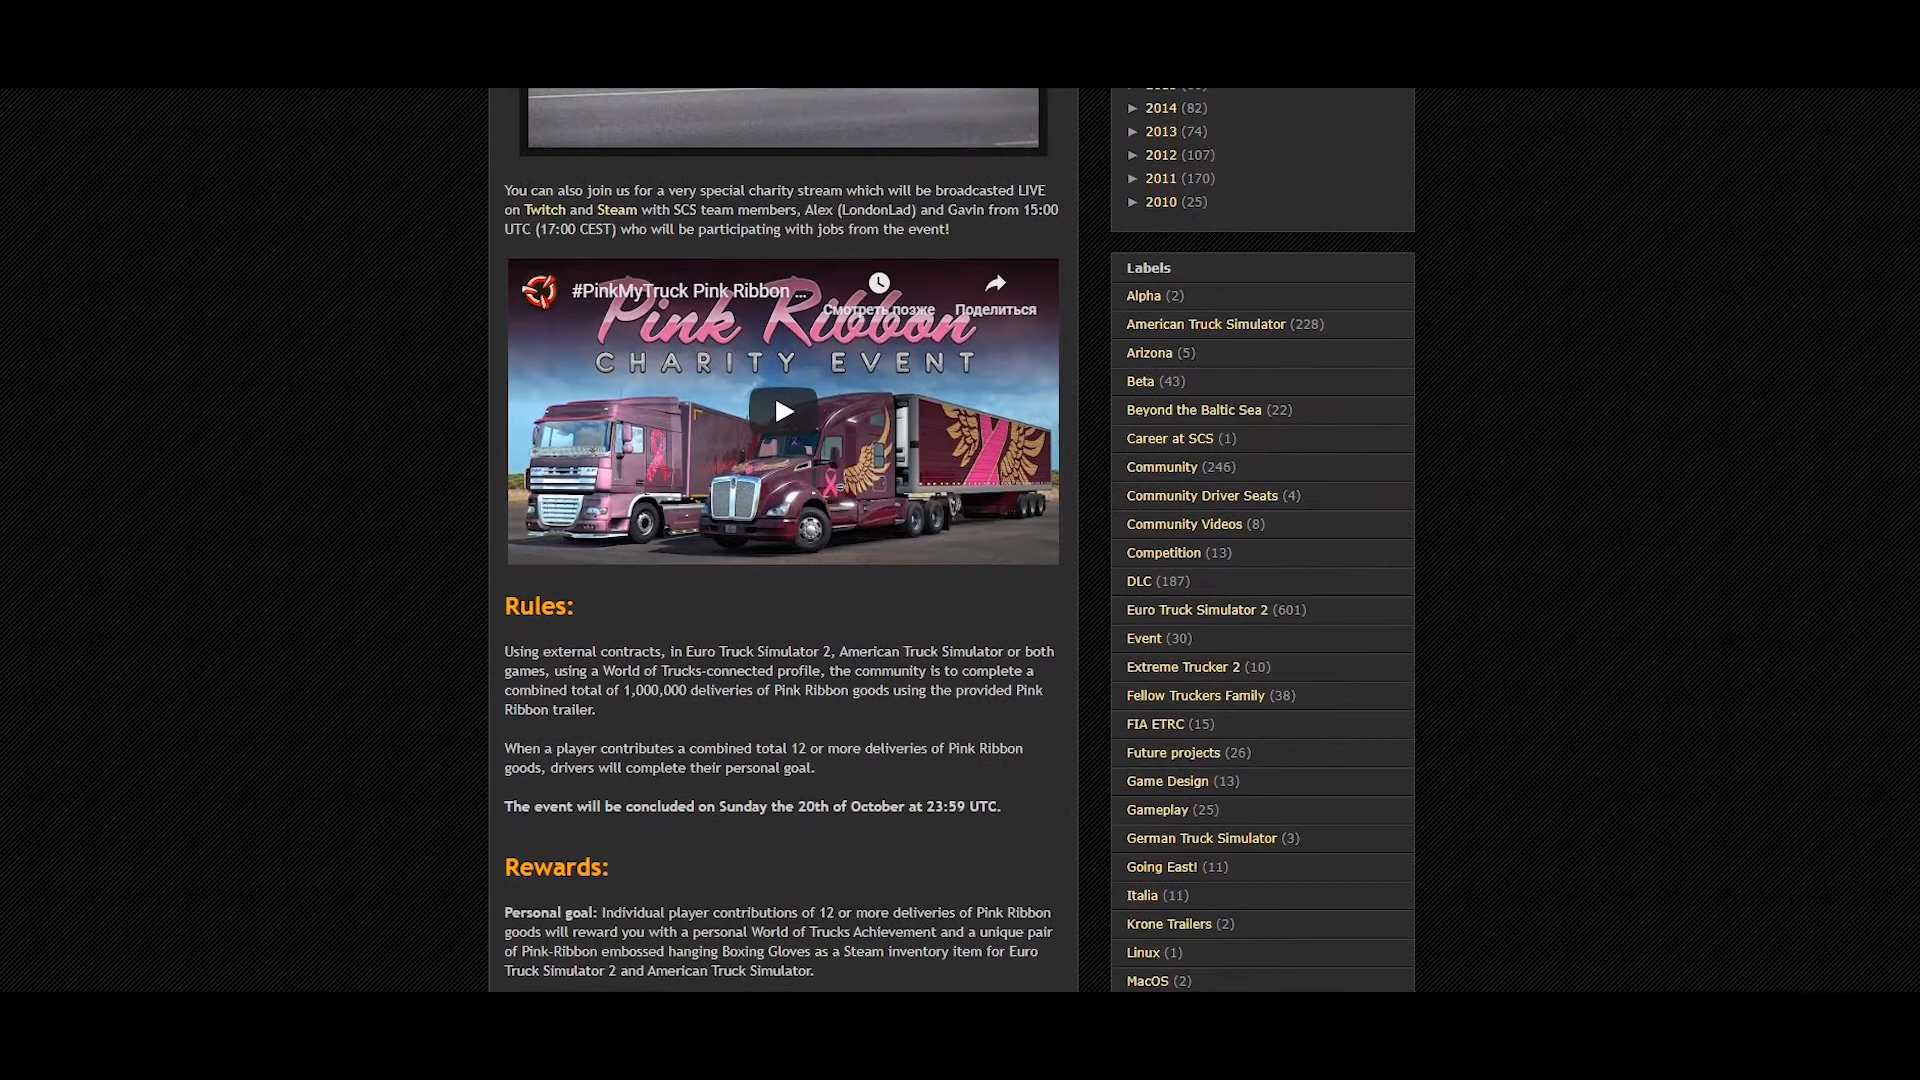 You can also join us for a very special charity stream which will be broadcasted LIVE
on Twitch and Steam with SCS team members, Alex (LondonLad) and Gavin from 15:00
UTC (17:00 CEST) who will be participating with jobs from the event!
#PinkMyTruck Pink Ribbon ...
Смотреть позже
Поделиться
Pink Ribbon
CHARITY EVENT
Rules:
Using external contracts, in Euro Truck Simulator 2, American Truck Simulator or both
games, using a World of Trucks-connected profile, the community is to complete a
combined total of 1,000,000 deliveries of Pink Ribbon goods using the provided Pink
Ribbon trailer.
When a player contributes a combined total 12 or more deliveries of Pink Ribbon
goods, drivers will complete their personal goal.
The event will be concluded on Sunday the 20th of October at 23:59 UTC.
Rewards:
Personal goal: Individual player contributions of 12 or more deliveries of Pink Ribbon
goods will reward you with a personal World of Trucks Achievement and a unique pair
of Pink-Ribbon embossed hanging Boxing Gloves as a Steam inventory item for Euro
Truck Simulator 2 and American Truck Simulator.
► 2014 (82)
► 2013 (74)
► 2012 (107)
► 2011 (170)
► 2010 (25)
Labels
Alpha (2)
American Truck Simulator (228)
Arizona (5)
Beta (43)
Beyond the Baltic Sea (22)
Career at SCS (1)
Community (246)
Community Driver Seats (4)
Community Videos (8)
Competition (13)
DLC (187)
Euro Truck Simulator 2 (601)
Event (30)
Extreme Trucker 2 (10)
Fellow Truckers Family (38)
FIA ETRC (15)
Future projects (26)
Game Design (13)
Gameplay (25)
German Truck Simulator (3)
Going East! (11)
Italia (11)
Krone Trailers (2)
Linux (1)
MacOS (2)